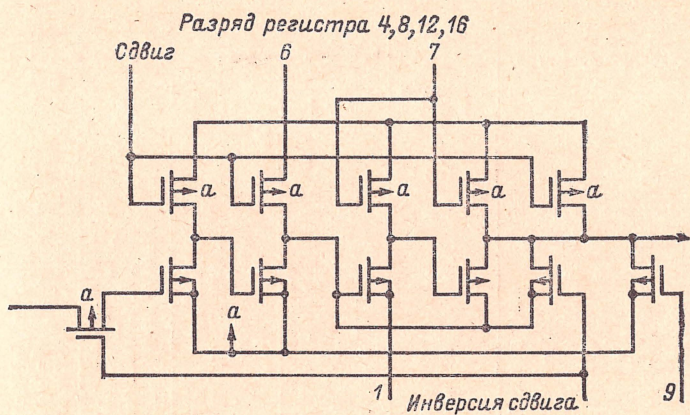 Разряд регистра 4,8,12,16
Сдвиг 6 7
а а а а а
а а
1 Инверсия сдвига 9